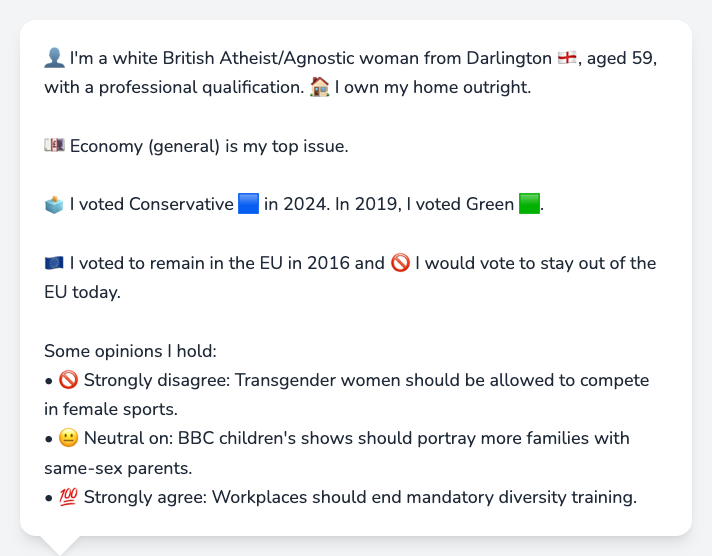 👤 I'm a white British Atheist/Agnostic woman from Darlington 🏴󠁧󠁢󠁥󠁮󠁧󠁿, aged 59,
with a professional qualification. 🏠 I own my home outright.
💷 Economy (general) is my top issue.
🗳️ I voted Conservative 🟦 in 2024. In 2019, I voted Green 🟩.
🇪🇺 I voted to remain in the EU in 2016 and 🚫 I would vote to stay out of the
EU today.
Some opinions I hold:
• 🚫 Strongly disagree: Transgender women should be allowed to compete
in female sports.
• 😐 Neutral on: BBC children's shows should portray more families with
same-sex parents.
• 💯 Strongly agree: Workplaces should end mandatory diversity training.